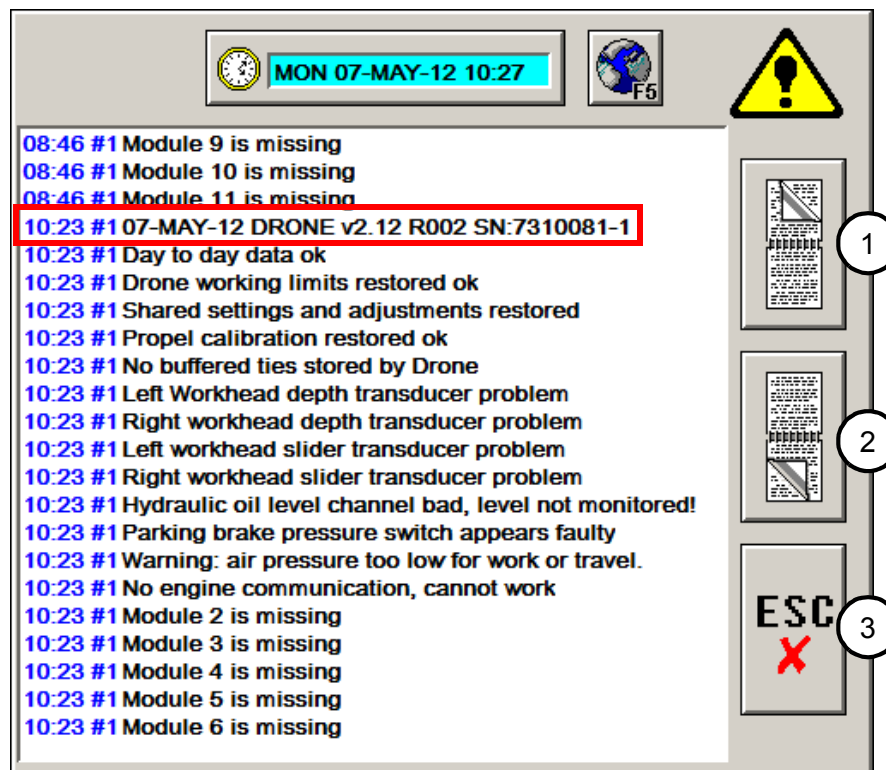 MON 07-MAY-12 10:27
F5
08:46 #1 Module 9 is missing
08:46 #1 Module 10 is missing
08:46 #1 Module 11 is missing
10:23 #1 07-MAY-12 DRONE v2.12 R002 SN:7310081-1
10:23 #1 Day to day data ok
10:23 #1 Drone working limits restored ok
10:23 #1 Shared settings and adjustments restored
10:23 #1 Propel calibration restored ok
10:23 #1 No buffered ties stored by Drone
10:23 #1 Left Workhead depth transducer problem
10:23 #1 Right workhead depth transducer problem
10:23 #1 Left workhead slider transducer problem
10:23 #1 Right workhead slider transducer problem
10:23 #1 Hydraulic oil level channel bad, level not monitored!
10:23 #1 Parking brake pressure switch appears faulty
10:23 #1 Warning: air pressure too low for work or travel.
10:23 #1 No engine communication, cannot work
10:23 #1 Module 2 is missing
10:23 #1 Module 3 is missing
10:23 #1 Module 4 is missing
10:23 #1 Module 5 is missing
10:23 #1 Module 6 is missing
1
2
ESC
3